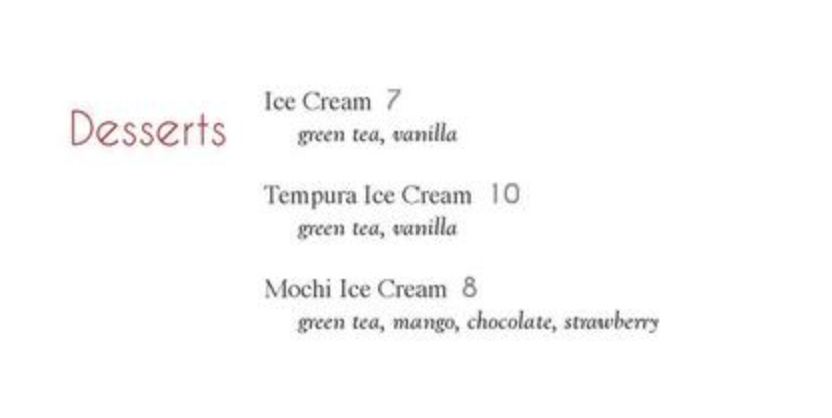 Desserts
Ice Cream 7
green tea, vanilla
Tempura Ice Cream 10
green tea, vanilla
Mochi Ice Cream 8
green tea, mango, chocolate, strawberry